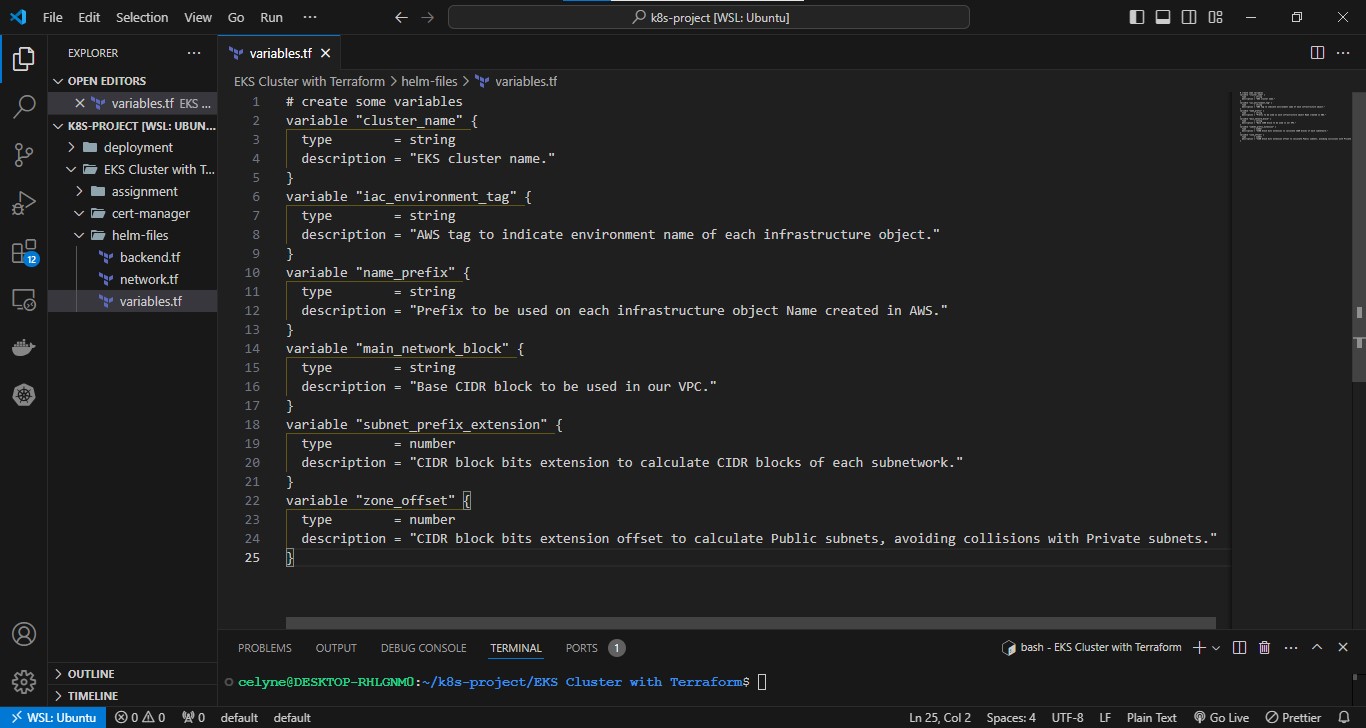 File Edit Selection View Go Run ··· k8s-project [WSL: Ubuntu]
EXPLORER ···
OPEN EDITORS
variables.tf EKS ...
K8S-PROJECT [WSL: UBUN...
deployment
EKS Cluster with T...
assignment
cert-manager
helm-files
backend.tf
network.tf
variables.tf
OUTLINE
TIMELINE
12
variables.tf
EKS Cluster with Terraform > helm-files > variables.tf
1 # create some variables
2 variable "cluster_name" {
3   type        = string
4   description = "EKS cluster name."
5 }
6 variable "iac_environment_tag" {
7   type        = string
8   description = "AWS tag to indicate environment name of each infrastructure object."
9 }
10 variable "name_prefix" {
11   type        = string
12   description = "Prefix to be used on each infrastructure object Name created in AWS."
13 }
14 variable "main_network_block" {
15   type        = string
16   description = "Base CIDR block to be used in our VPC."
17 }
18 variable "subnet_prefix_extension" {
19   type        = number
20   description = "CIDR block bits extension to calculate CIDR blocks of each subnetwork."
21 }
22 variable "zone_offset" {
23   type        = number
24   description = "CIDR block bits extension offset to calculate Public subnets, avoiding collisions with Private subnets."
25 }
PROBLEMS OUTPUT DEBUG CONSOLE TERMINAL PORTS 1 bash - EKS Cluster with Terraform
celyne@DESKTOP-RHLGNM0:~/k8s-project/EKS Cluster with Terraform$
WSL: Ubuntu 0 0 0 default default Ln 25, Col 2 Spaces: 4 UTF-8 LF Plain Text Go Live Prettier